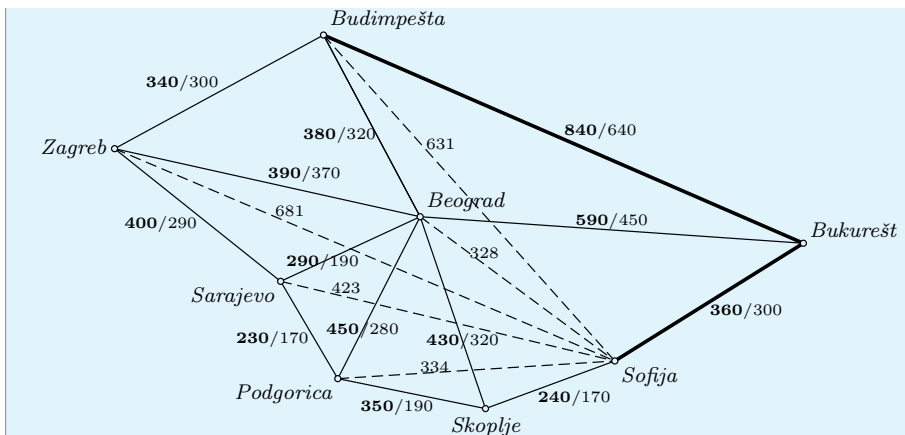 Budimpešta
340/300
840/640
380/320
631
Zagreb
390/370
Beograd
681
400/290
590/450
Bukurešt
328
290/190
Sarajevo
423
360/300
230/170
450/280
430/320
334
Sofija
Podgorica
240/170
350/190
Skoplje